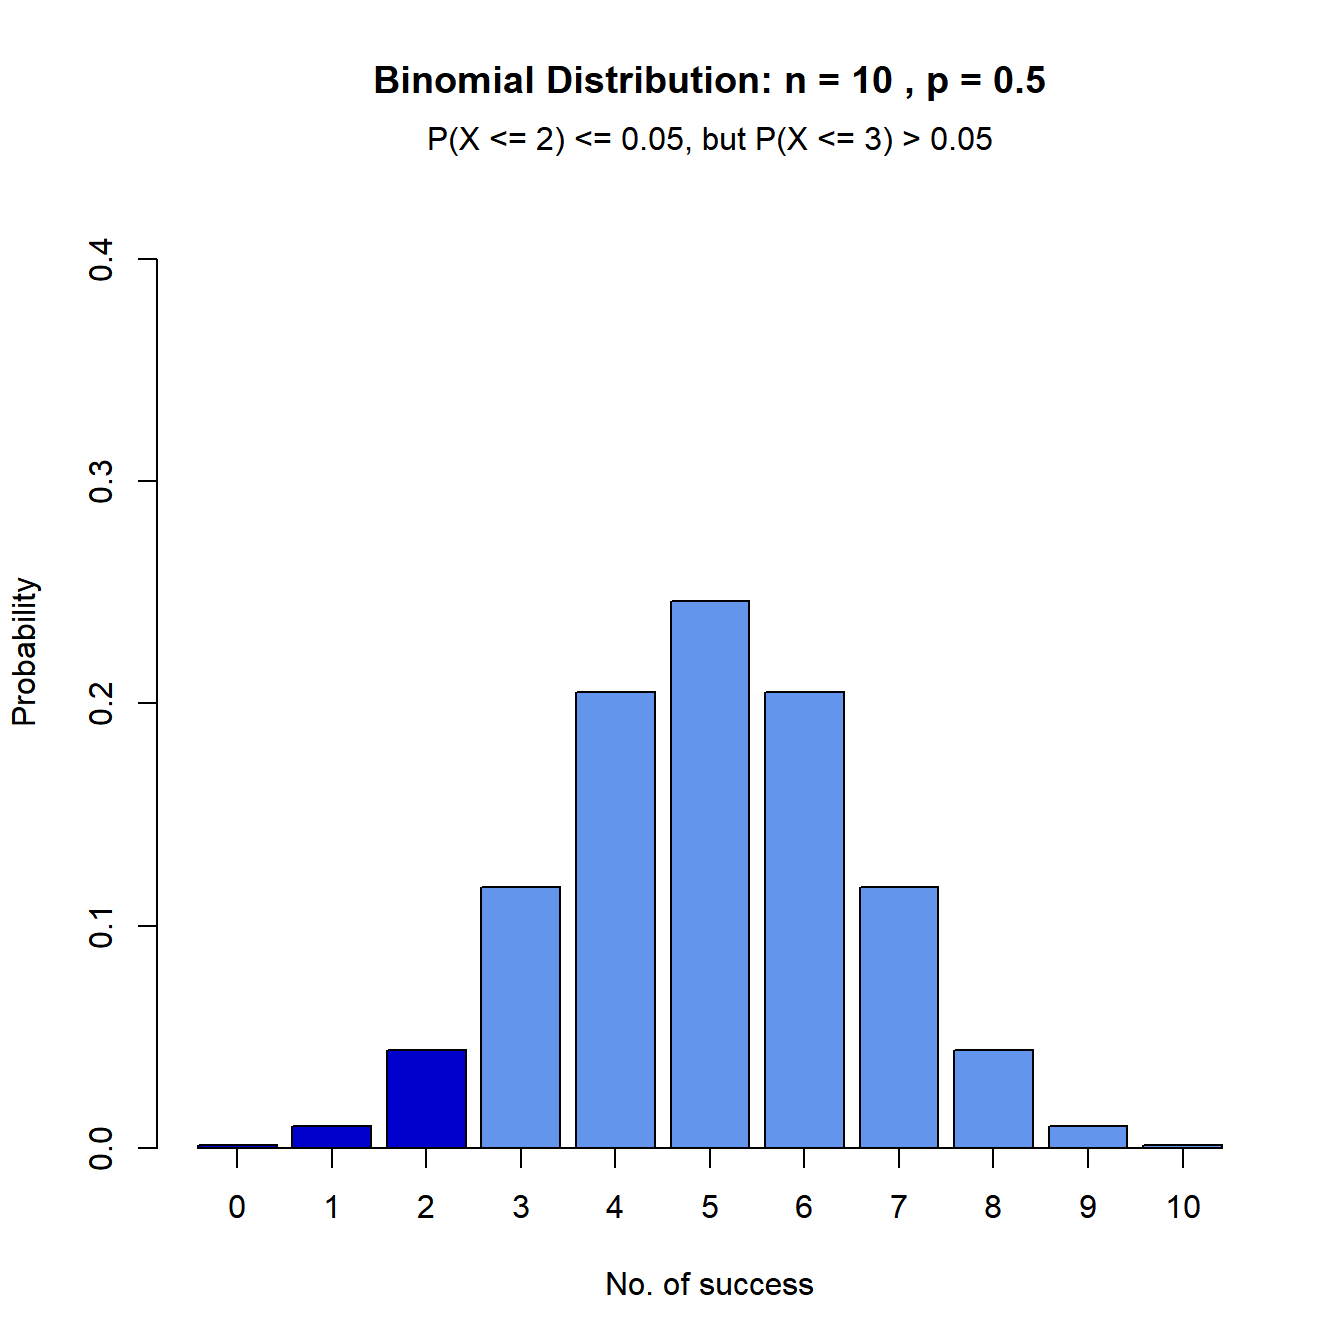 Binomial Distribution: n = 10 , p = 0.5
P(X <= 2) <= 0.05, but P(X <= 3) > 0.05
0.4
0.3
0.2
0.1
0.0
Probability
0 1 2 3 4 5 6 7 8 9 10
No. of success